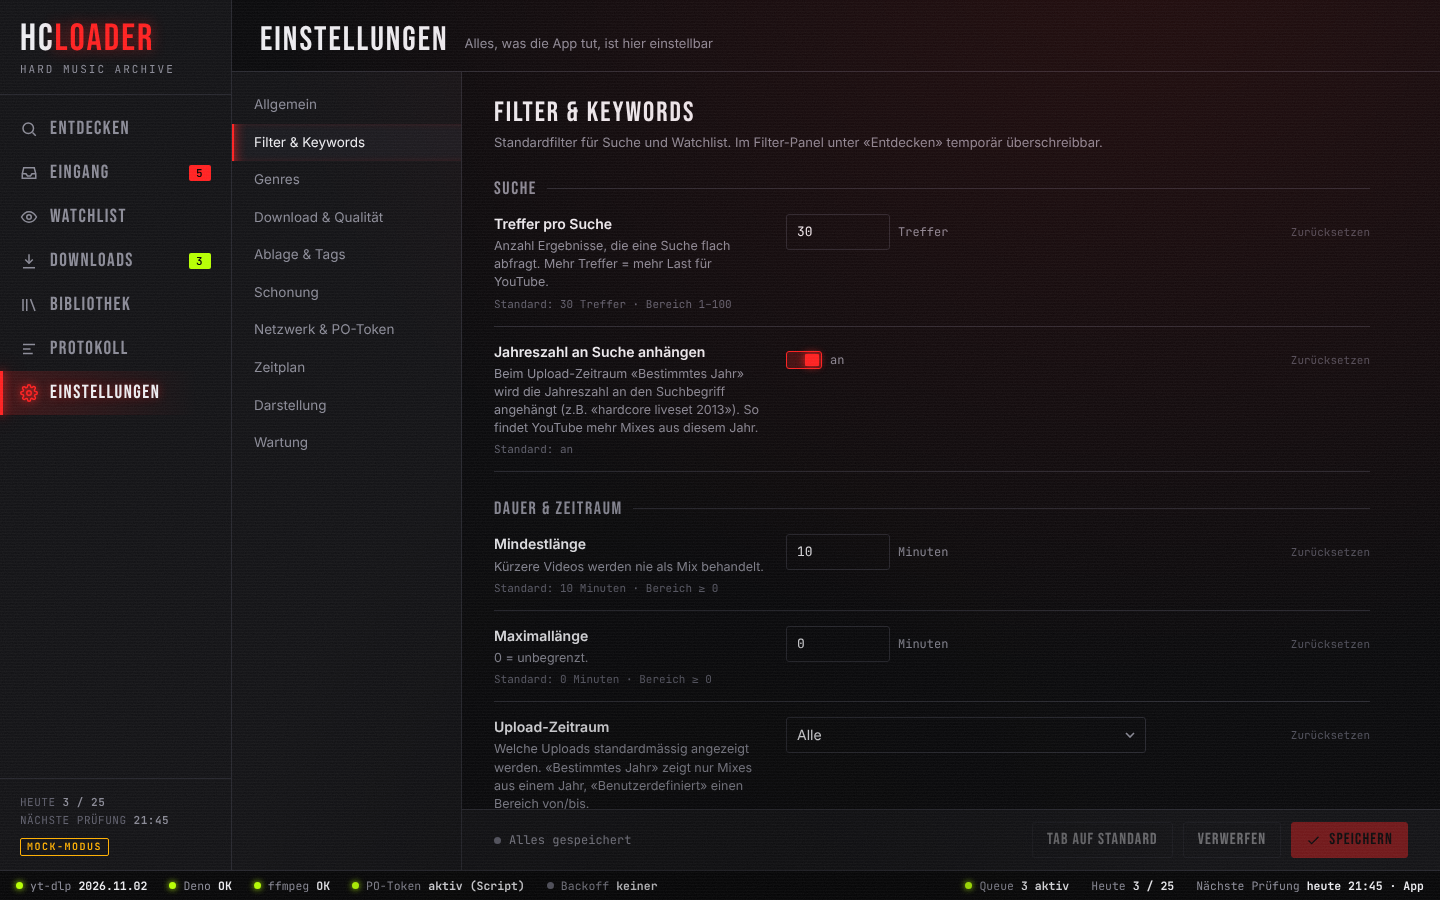 HCLOADER
HARD MUSIC ARCHIVE
ENTDECKEN
EINGANG 5
WATCHLIST
DOWNLOADS 3
BIBLIOTHEK
PROTOKOLL
EINSTELLUNGEN
HEUTE 3 / 25
NÄCHSTE PRÜFUNG 21:45
MOCK-MODUS
EINSTELLUNGEN Alles, was die App tut, ist hier einstellbar
Allgemein
Filter & Keywords
Genres
Download & Qualität
Ablage & Tags
Schonung
Netzwerk & PO-Token
Zeitplan
Darstellung
Wartung
FILTER & KEYWORDS
Standardfilter für Suche und Watchlist. Im Filter-Panel unter «Entdecken» temporär überschreibbar.
SUCHE
Treffer pro Suche
Anzahl Ergebnisse, die eine Suche flach
abfragt. Mehr Treffer = mehr Last für
YouTube.
Standard: 30 Treffer · Bereich 1–100
30 Treffer
Zurücksetzen
Jahreszahl an Suche anhängen
Beim Upload-Zeitraum «Bestimmtes Jahr»
wird die Jahreszahl an den Suchbegriff
angehängt (z.B. «hardcore liveset 2013»). So
findet YouTube mehr Mixes aus diesem Jahr.
Standard: an
an
Zurücksetzen
DAUER & ZEITRAUM
Mindestlänge
Kürzere Videos werden nie als Mix behandelt.
Standard: 10 Minuten · Bereich ≥ 0
10 Minuten
Zurücksetzen
Maximallänge
0 = unbegrenzt.
Standard: 0 Minuten · Bereich ≥ 0
0 Minuten
Zurücksetzen
Upload-Zeitraum
Welche Uploads standardmässig angezeigt
werden. «Bestimmtes Jahr» zeigt nur Mixes
aus einem Jahr, «Benutzerdefiniert» einen
Bereich von/bis.
Alle
Zurücksetzen
Alles gespeichert
TAB AUF STANDARD
VERWERFEN
SPEICHERN
yt-dlp 2026.11.02 Deno OK ffmpeg OK PO-Token aktiv (Script) Backoff keiner Queue 3 aktiv Heute 3 / 25 Nächste Prüfung heute 21:45 · App